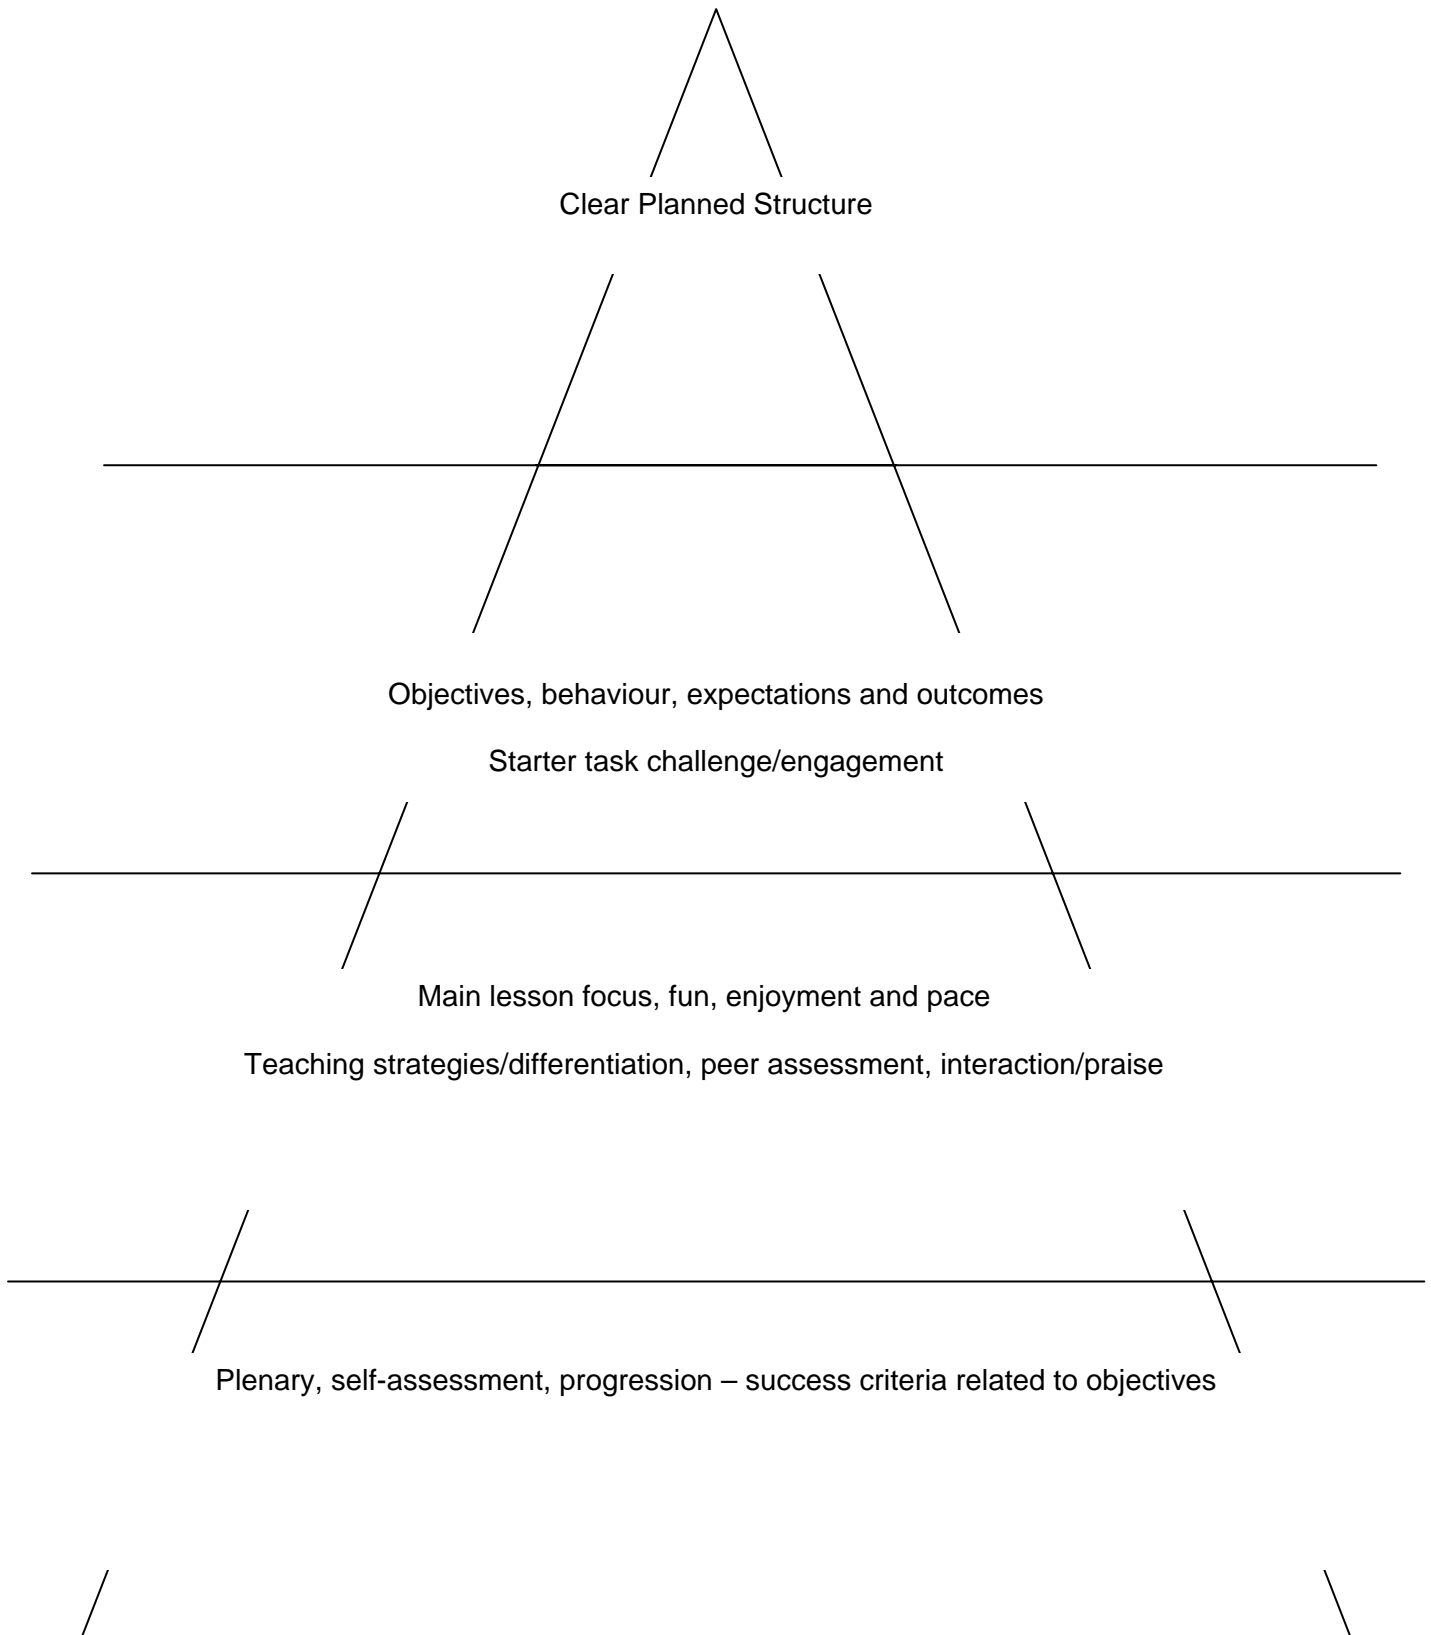 Clear Planned Structure
Objectives, behaviour, expectations and outcomes
Starter task challenge/engagement
Main lesson focus, fun, enjoyment and pace
Teaching strategies/differentiation, peer assessment, interaction/praise
Plenary, self-assessment, progression – success criteria related to objectives